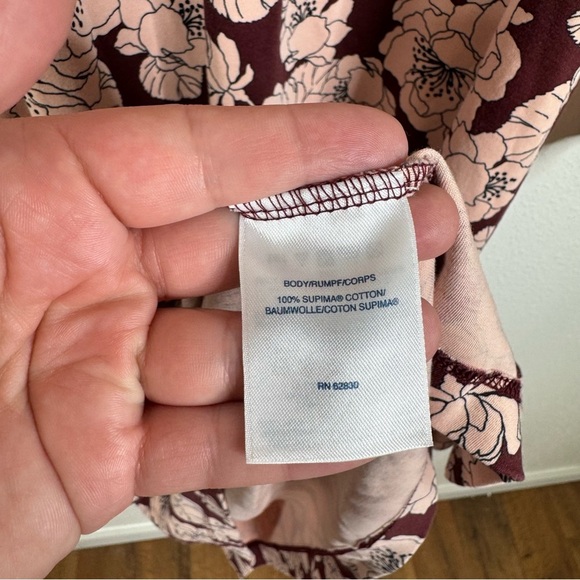 BODY/RUMPF/CORPS
100% SUPIMA® COTTON/
BAUMWOLLE/COTON SUPIMA®
RN 62830